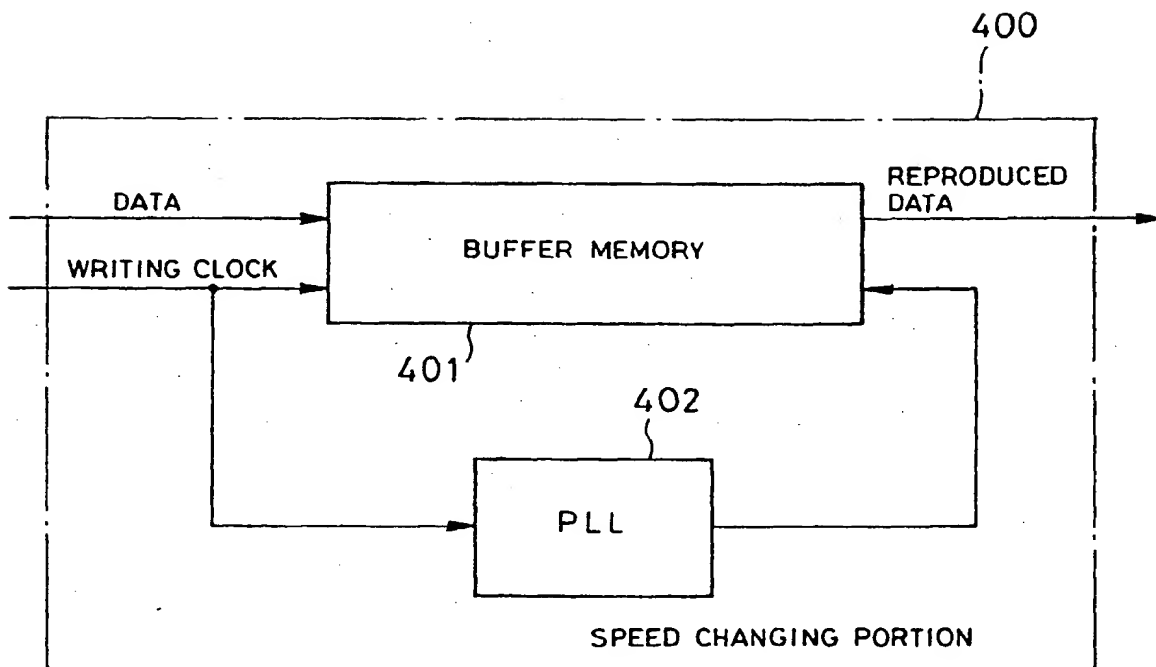 400
REPRODUCED
DATA
DATA
BUFFER MEMORY
WRITING CLOCK
401
402
PLL
SPEED CHANGING PORTION